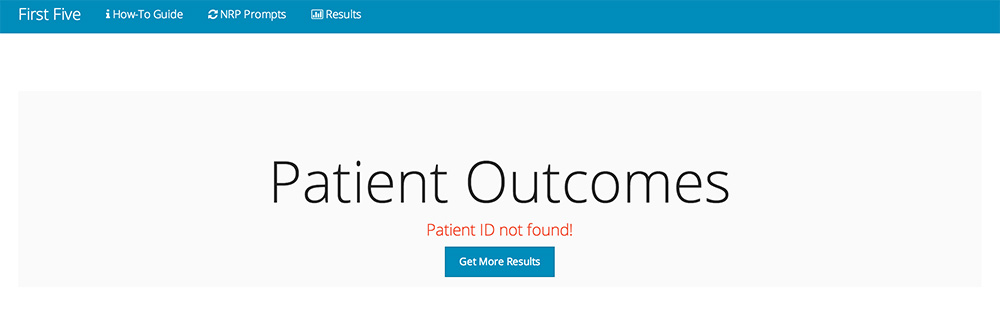 First Five How-To Guide NRP Prompts Results
Patient Outcomes
Patient ID not found!
Get More Results